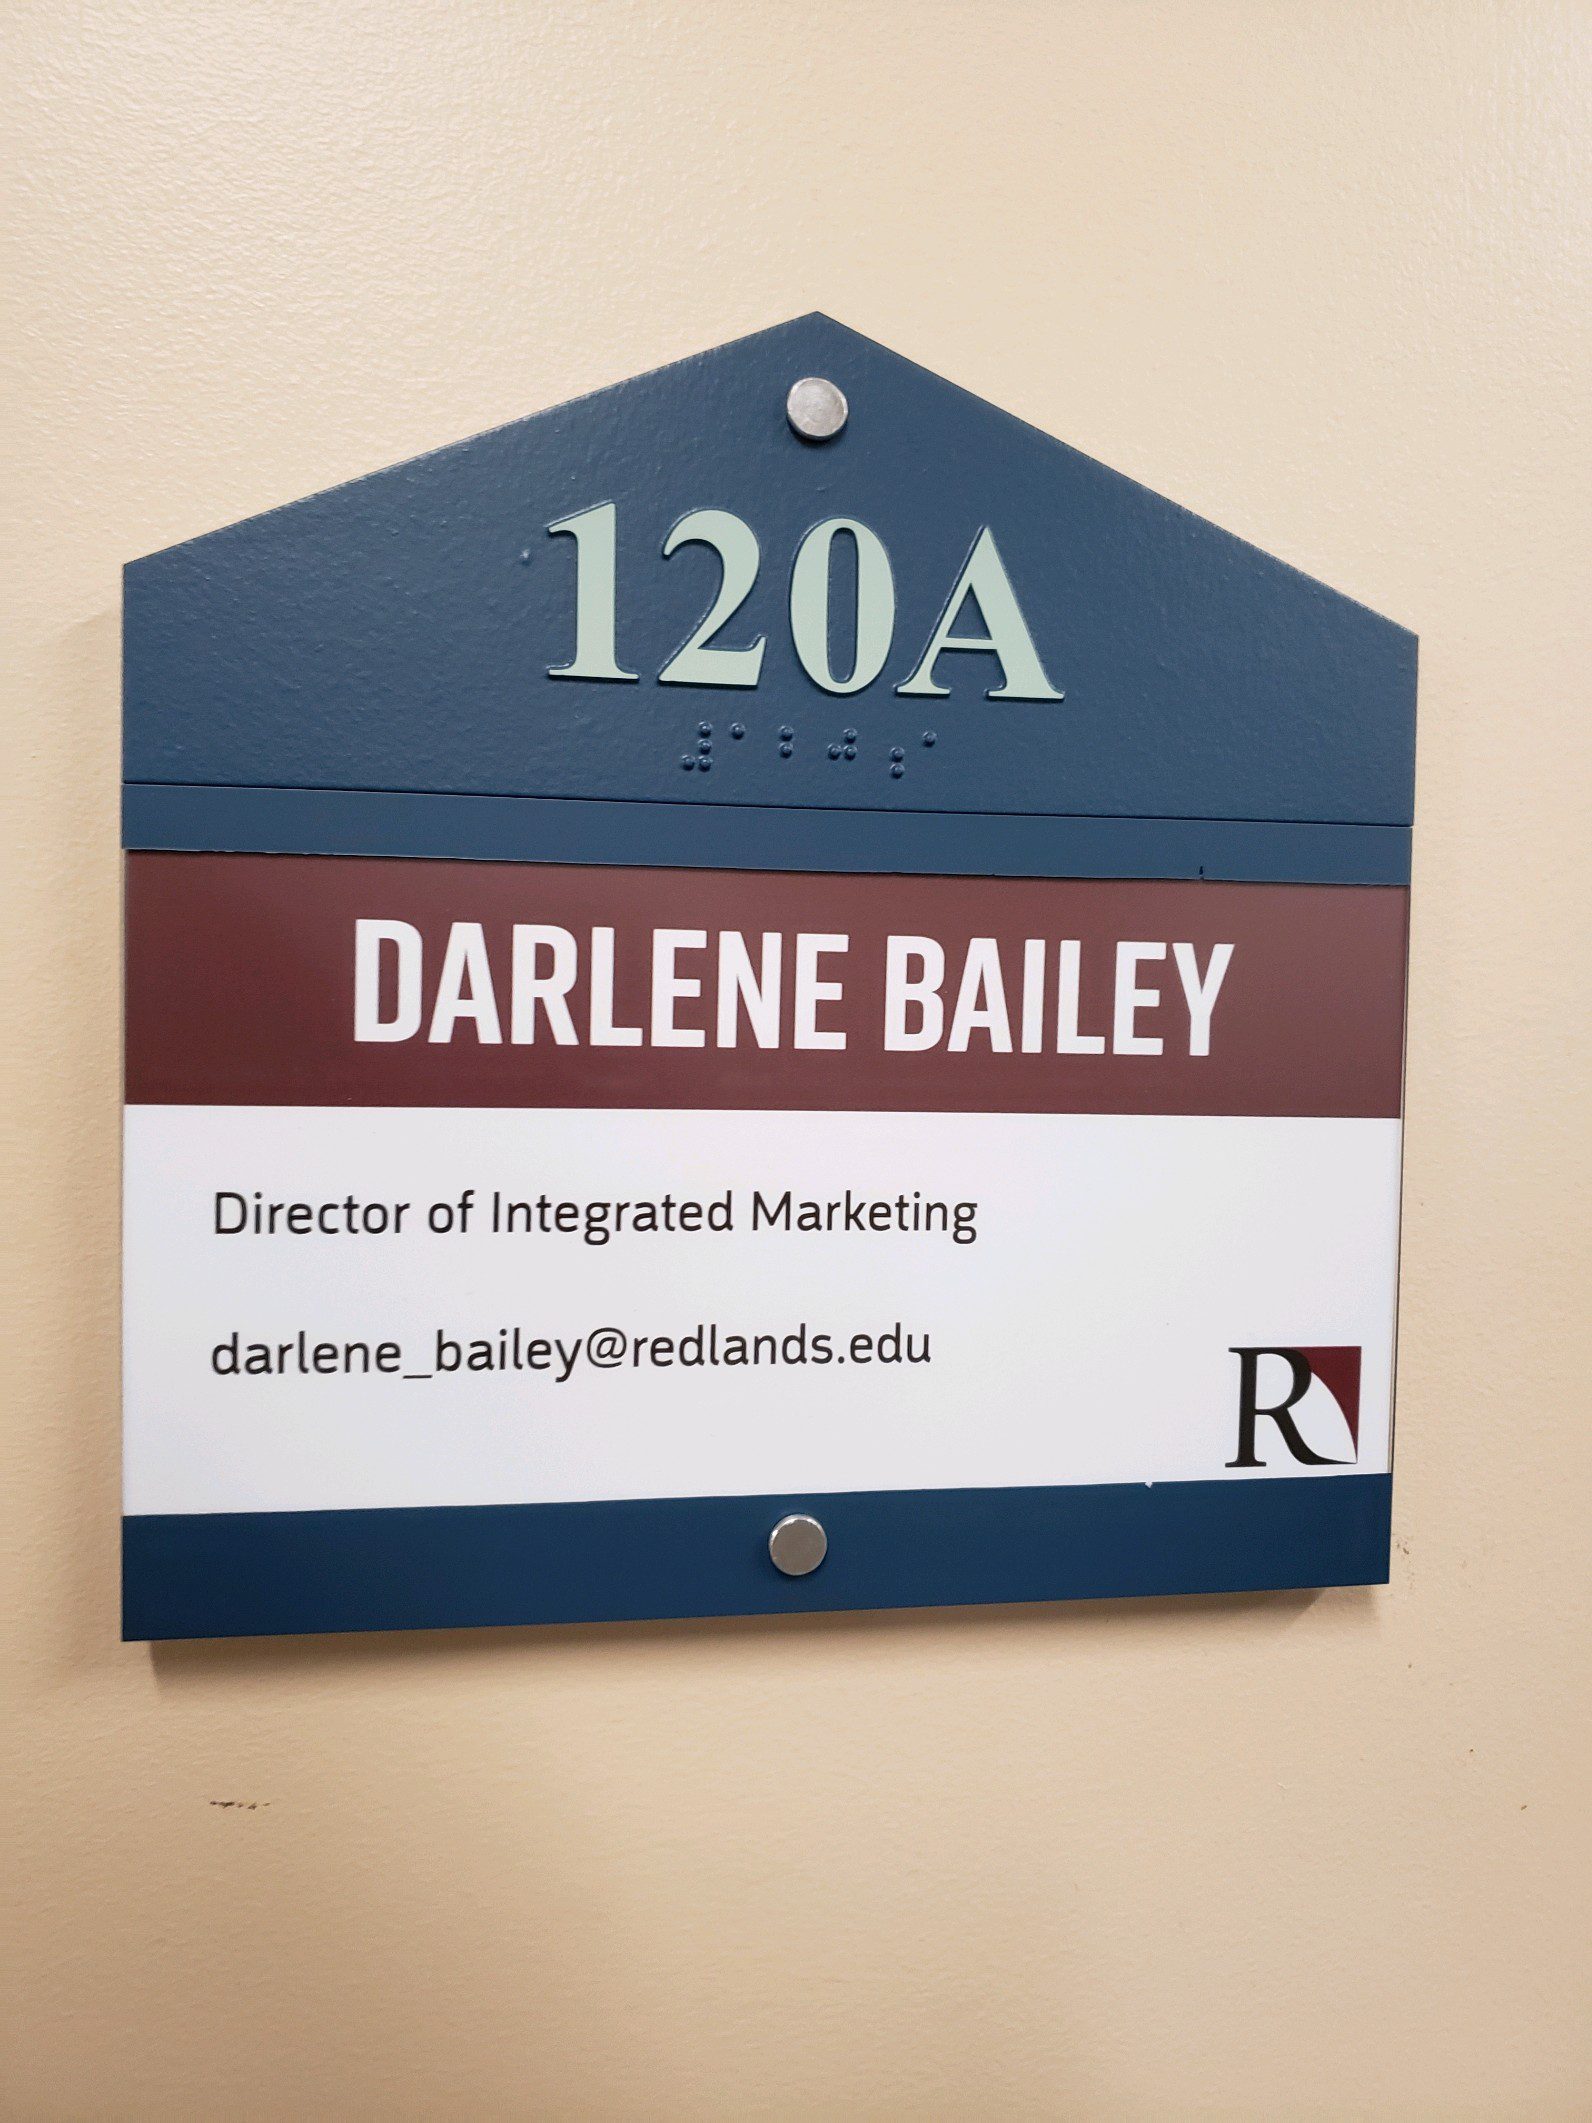 120A
⠼⠁⠃⠚⠰⠁
DARLENE BAILEY
Director of Integrated Marketing
darlene_bailey@redlands.edu
R